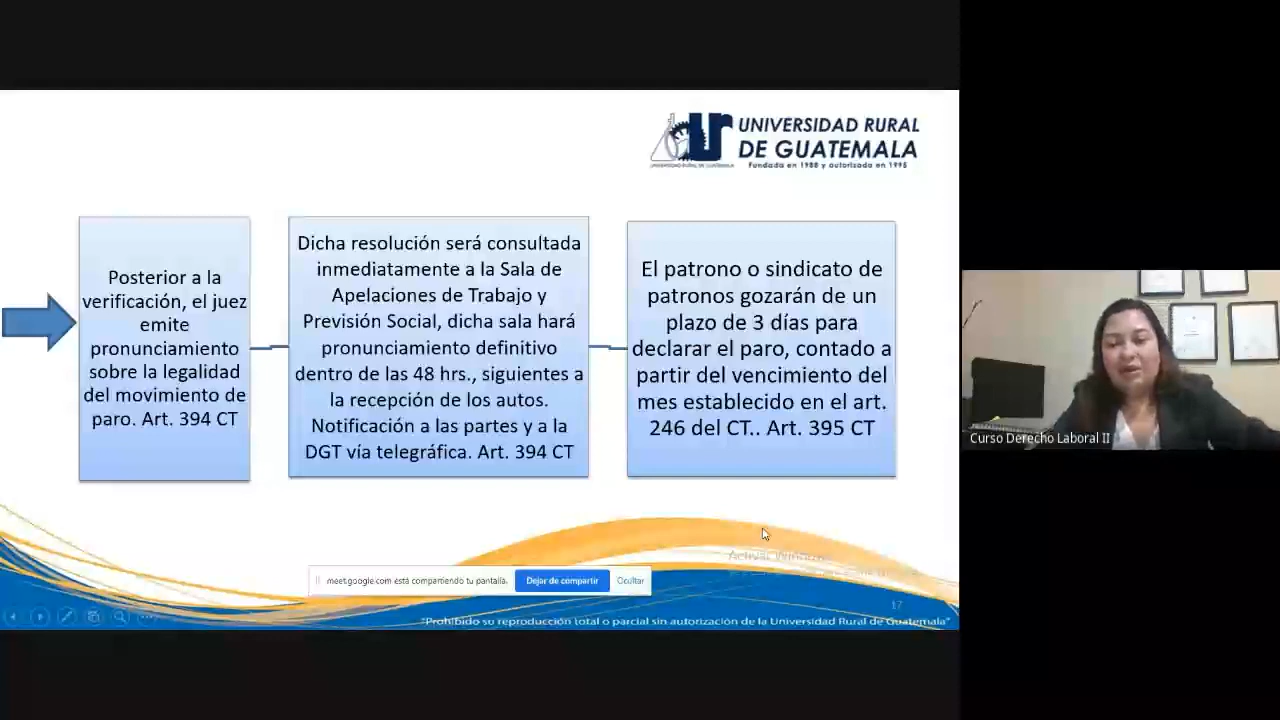 UNIVERSIDAD RURAL
DE GUATEMALA
Fundada en 1988 y autorizada en 1995
Posterior a la
verificación, el juez
emite
pronunciamiento
sobre la legalidad
del movimiento de
paro. Art. 394 CT
Dicha resolución será consultada
inmediatamente a la Sala de
Apelaciones de Trabajo y
Previsión Social, dicha sala hará
pronunciamiento definitivo
dentro de las 48 hrs., siguientes a
la recepción de los autos.
Notificación a las partes y a la
DGT vía telegráfica. Art. 394 CT
El patrono o sindicato de
patronos gozarán de un
plazo de 3 días para
declarar el paro, contado a
partir del vencimiento del
mes establecido en el art.
246 del CT.. Art. 395 CT
Curso Derecho Laboral II
Activar Windows
meet.google.com está compartiendo tu pantalla.
Dejar de compartir
Ocultar
17
"Prohibido su reproducción total o parcial sin autorización de la Universidad Rural de Guatemala"